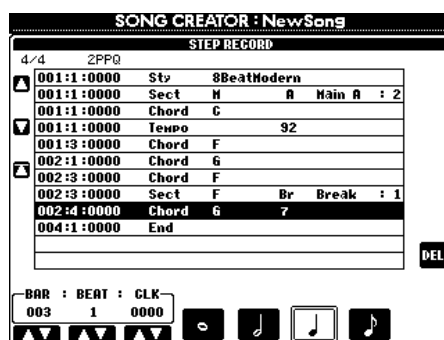 SONG CREATOR : NewSong
STEP RECORD
4/4 2PPQ
001:1:0000 Sty 8BeatModern
001:1:0000 Sect M A Main A : 2
001:1:0000 Chord C
001:1:0000 Tempo 92
001:3:0000 Chord F
002:1:0000 Chord G
002:3:0000 Chord F
002:3:0000 Sect F Br Break : 1
002:4:0000 Chord G 7
004:1:0000 End
DEL
BAR : BEAT : CLK
003 1 0000